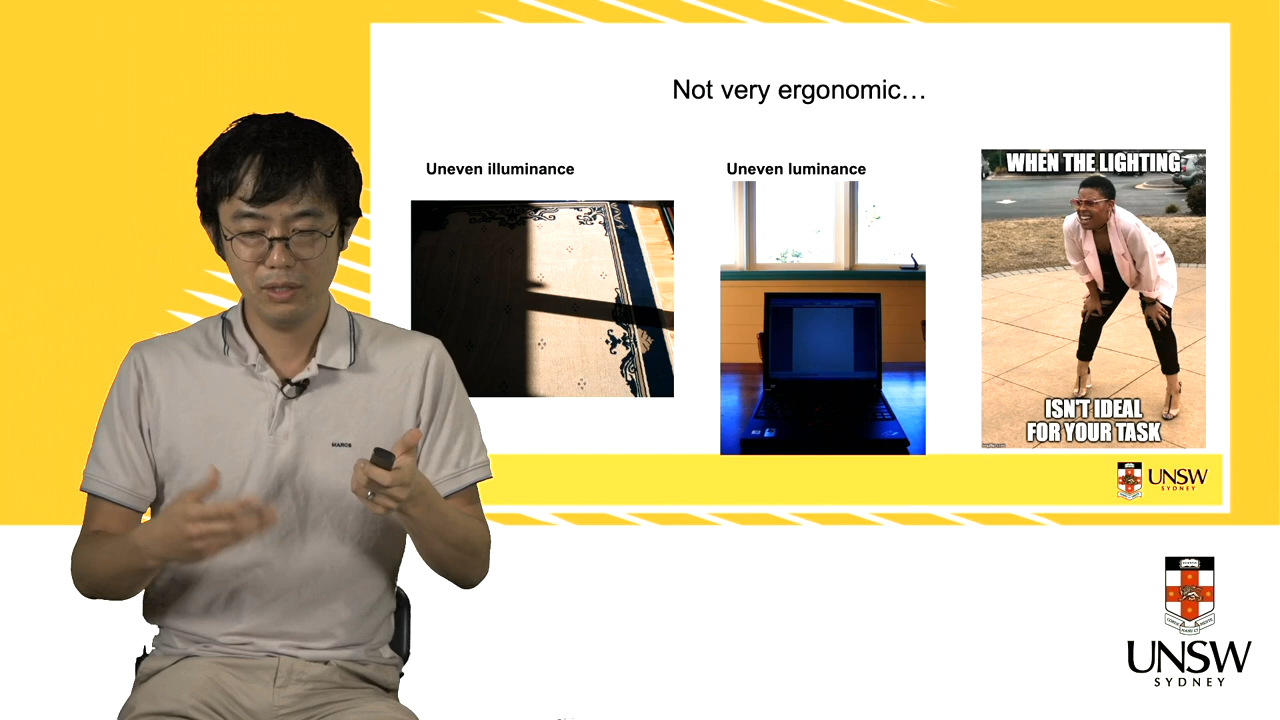 Not very ergonomic…
Uneven illuminance
Uneven luminance
WHEN THE LIGHTING
ISN'T IDEAL
FOR YOUR TASK
MARCS
UNSW
SYDNEY
UNSW
SYDNEY